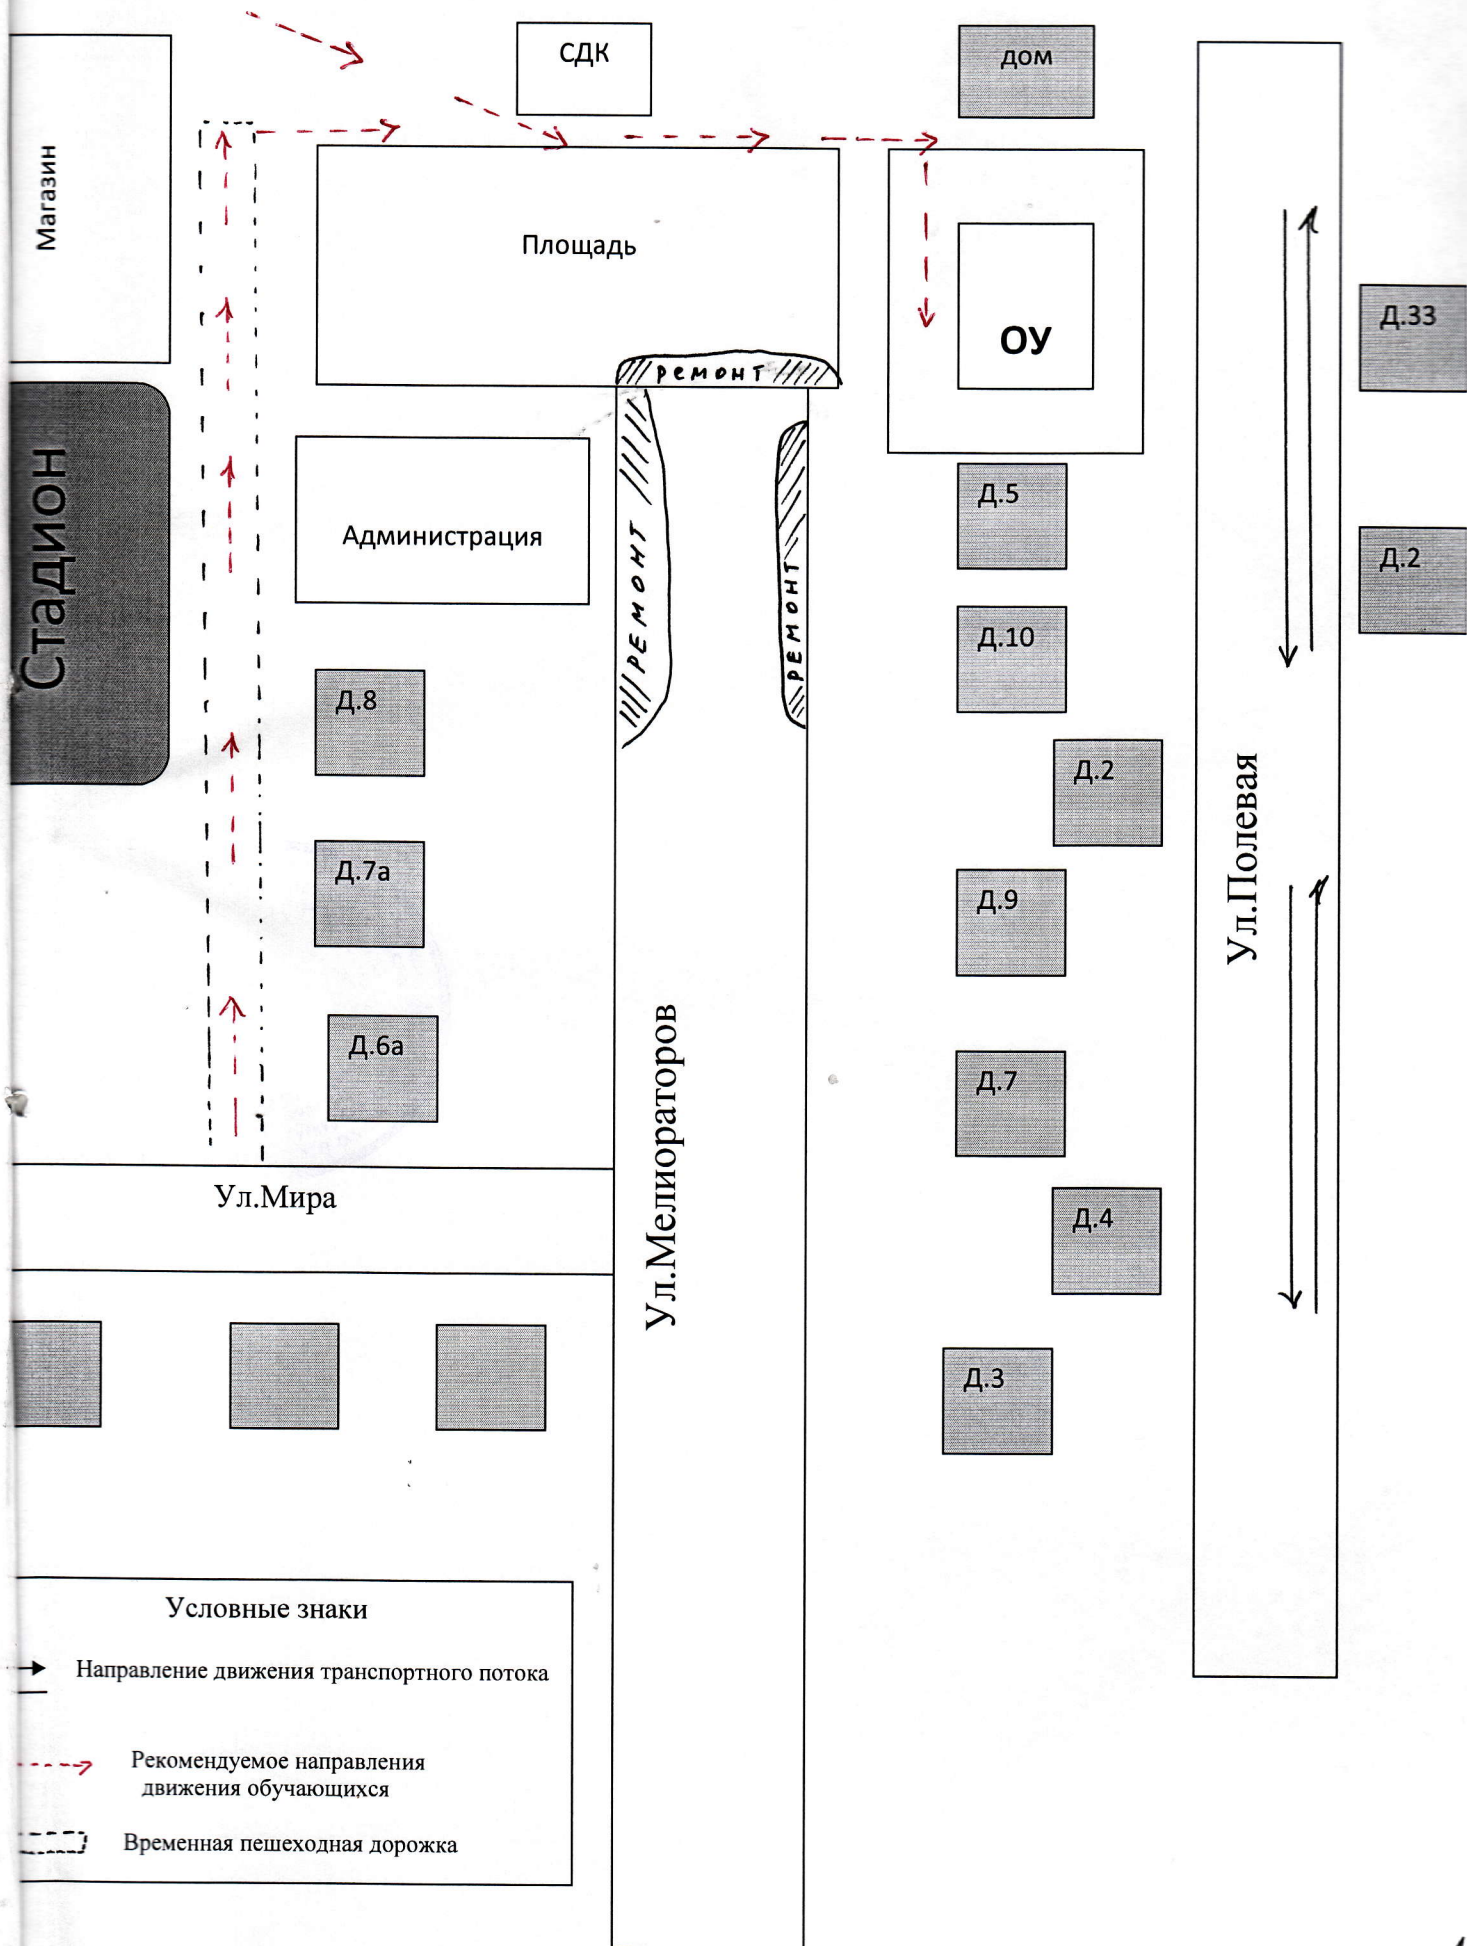 СДК
дом
Магазин
Площадь
ОУ
Д.33
ремонт
Стадион
Администрация
РЕМОНТ
РЕМОНТ
Д.5
Д.2
Д.10
Д.8
Д.2
Д.7а
Д.9
Ул.Полевая
Д.6а
Д.7
Ул.Мелиораторов
Ул.Мира
Д.4
Д.3
Условные знаки
Направление движения транспортного потока
Рекомендуемое направления
движения обучающихся
Временная пешеходная дорожка